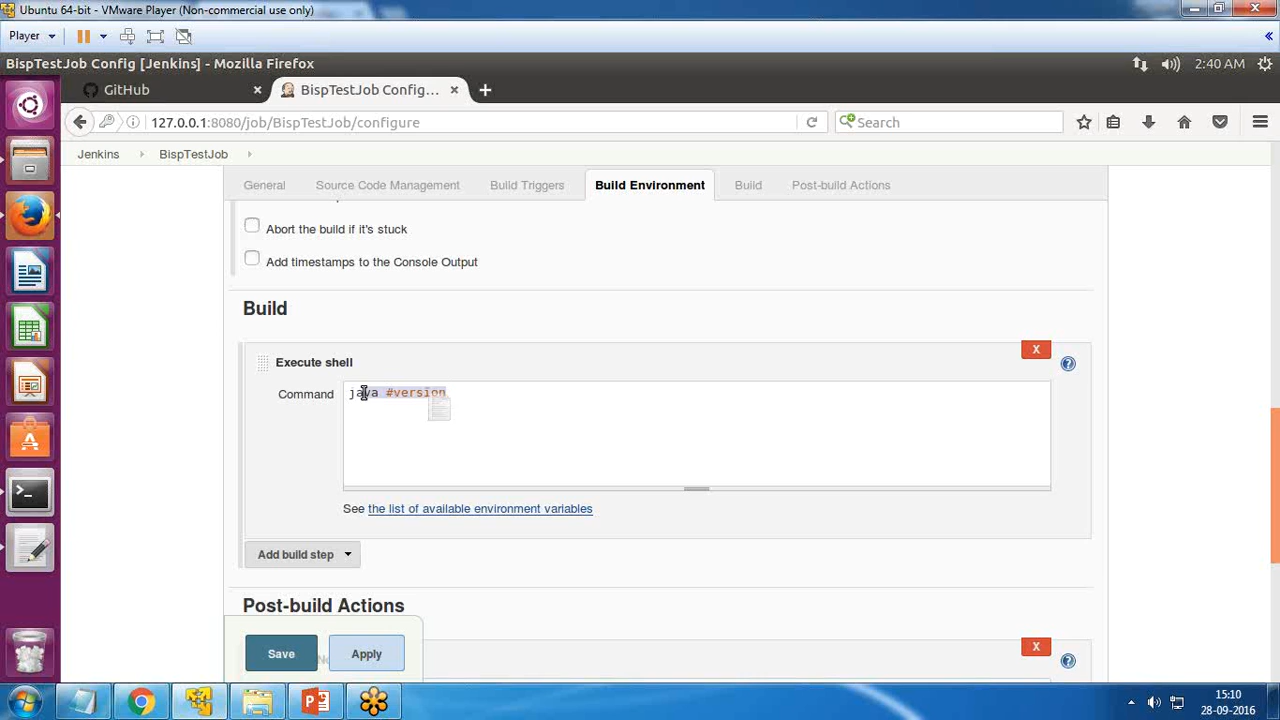 Ubuntu 64-bit - VMware Player (Non-commercial use only)
Player
BispTestJob Config [Jenkins] - Mozilla Firefox
2:40 AM
GitHub
BispTestJob Config...
127.0.0.1:8080/job/BispTestJob/configure
Search
Jenkins
BispTestJob
General
Source Code Management
Build Triggers
Build Environment
Build
Post-build Actions
Abort the build if it's stuck
Add timestamps to the Console Output
Build
X
Execute shell
Command
java #version
See the list of available environment variables
Add build step
Post-build Actions
X
Save
Apply
15:10
28-09-2016